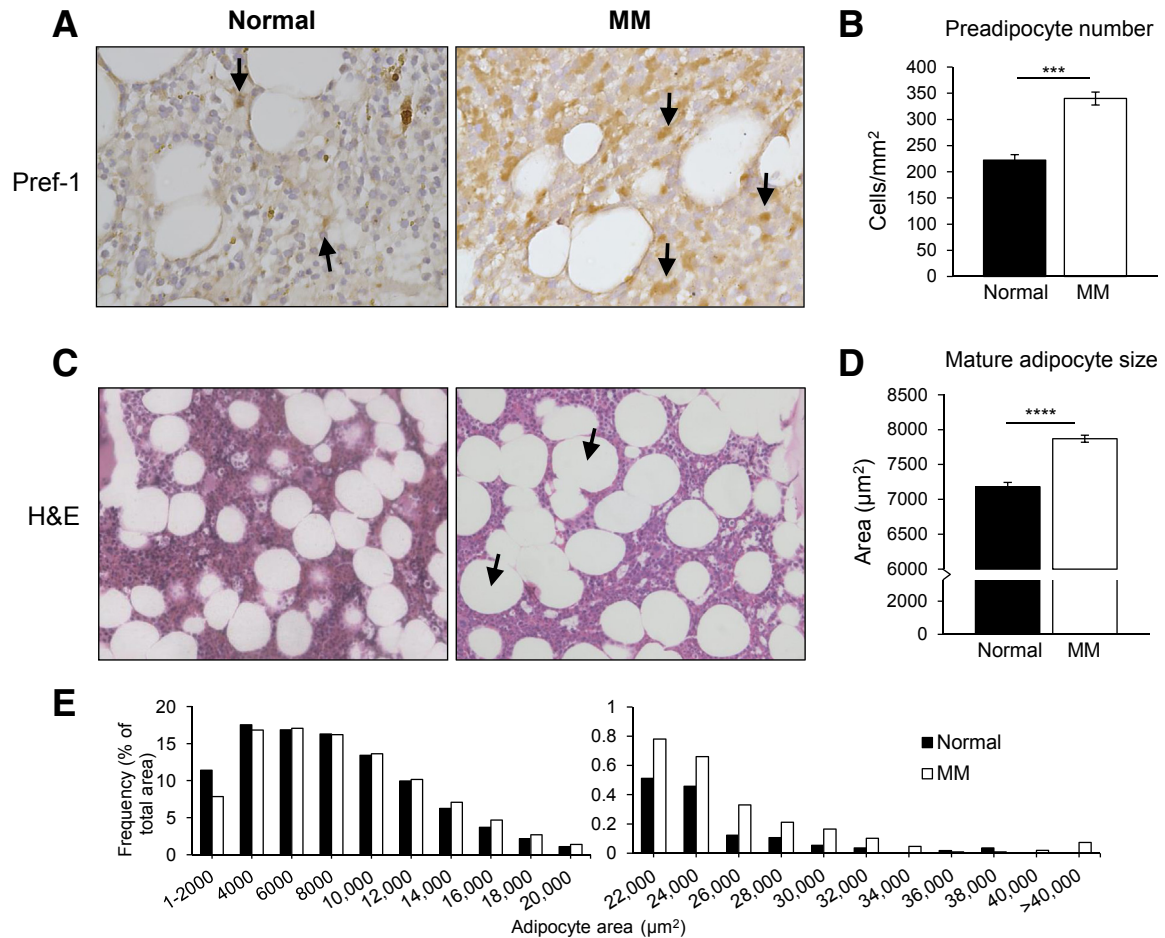 A
Normal
MM
Pref-1
B
Preadipocyte number
***
Cells/mm²
400
350
300
250
200
150
100
50
0
Normal MM
C
H&E
D
Mature adipocyte size
****
Area (μm²)
8500
8000
7500
7000
6500
6000
2000
0
Normal MM
E
Frequency (% of
total area)
20
15
10
5
0
1-2000 4000 6000 8000 10,000 12,000 14,000 16,000 18,000 20,000
1
0.8
0.6
0.4
0.2
0
22,000 24,000 26,000 28,000 30,000 32,000 34,000 36,000 38,000 40,000 >40,000
Normal
MM
Adipocyte area (μm²)